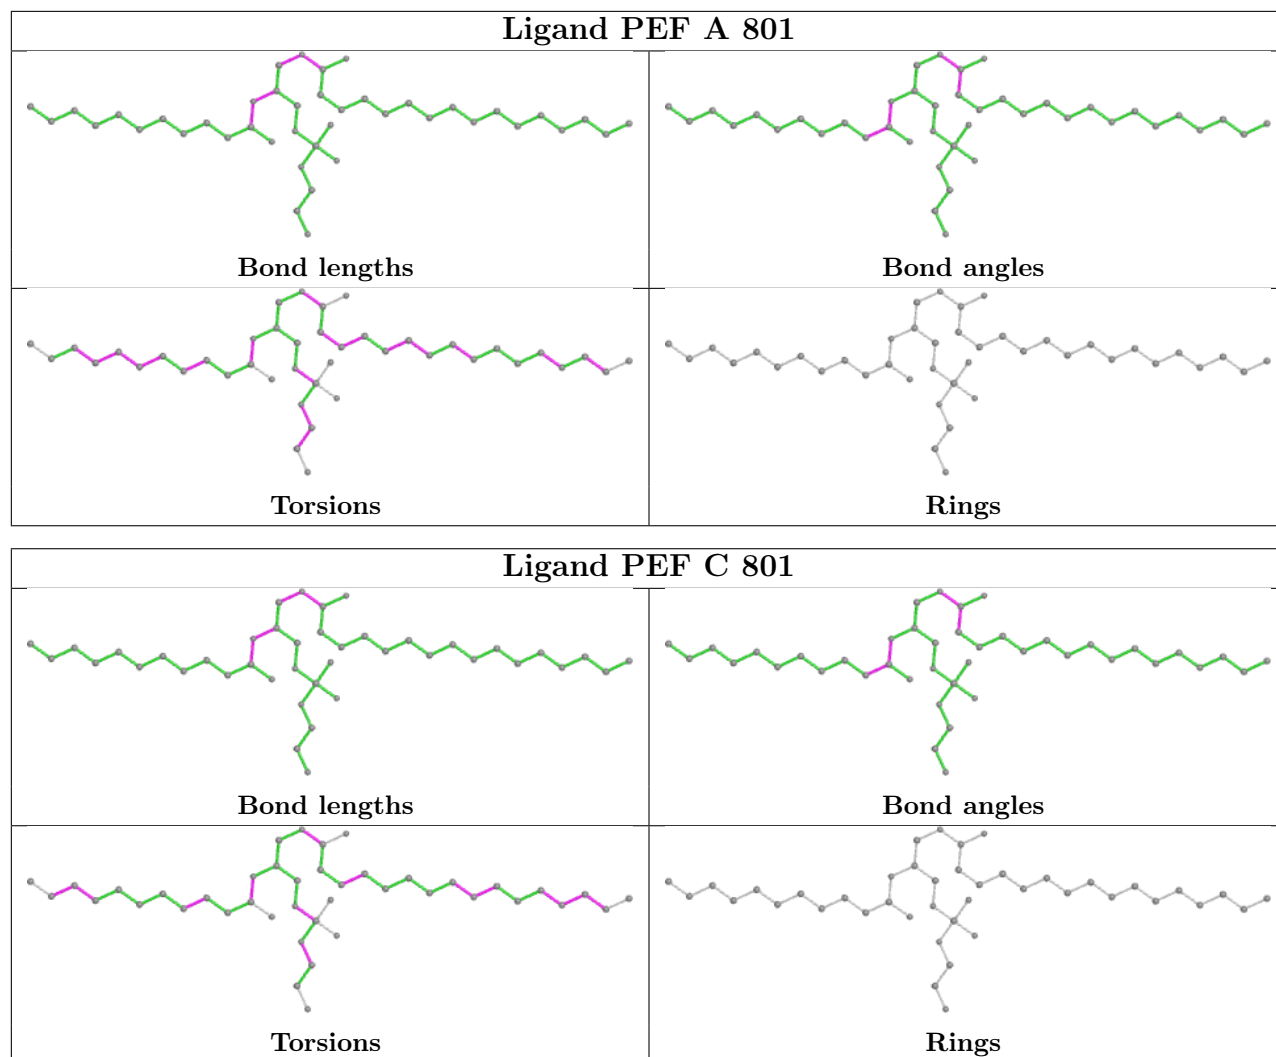 Ligand PEF A 801
Bond lengths
Bond angles
Torsions
Rings
Ligand PEF C 801
Bond lengths
Bond angles
Torsions
Rings